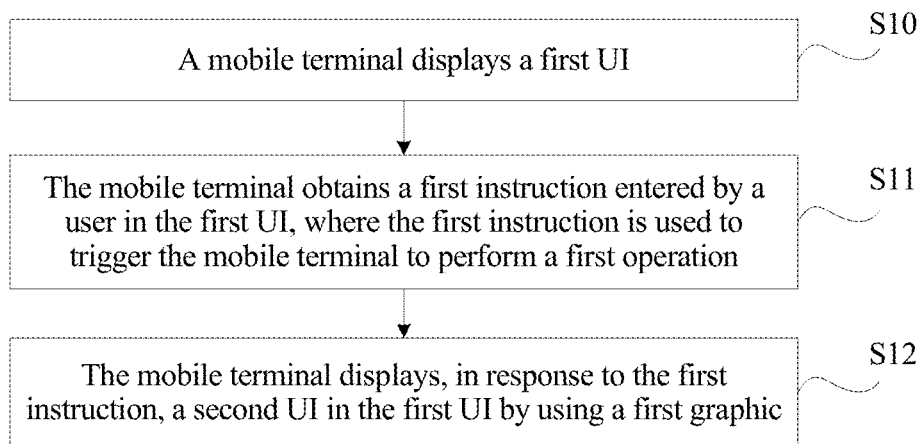 S10
A mobile terminal displays a first UI
S11
The mobile terminal obtains a first instruction entered by a
user in the first UI, where the first instruction is used to
trigger the mobile terminal to perform a first operation
S12
The mobile terminal displays, in response to the first
instruction, a second UI in the first UI by using a first graphic